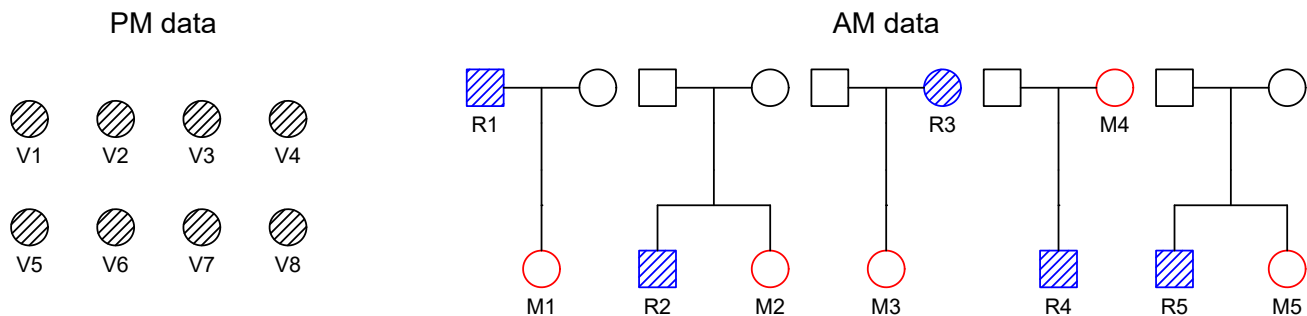 PM data
AM data
V1 V2 V3 V4
V5 V6 V7 V8
R1 R3 M4
M1 R2 M2 M3 R4 R5 M5